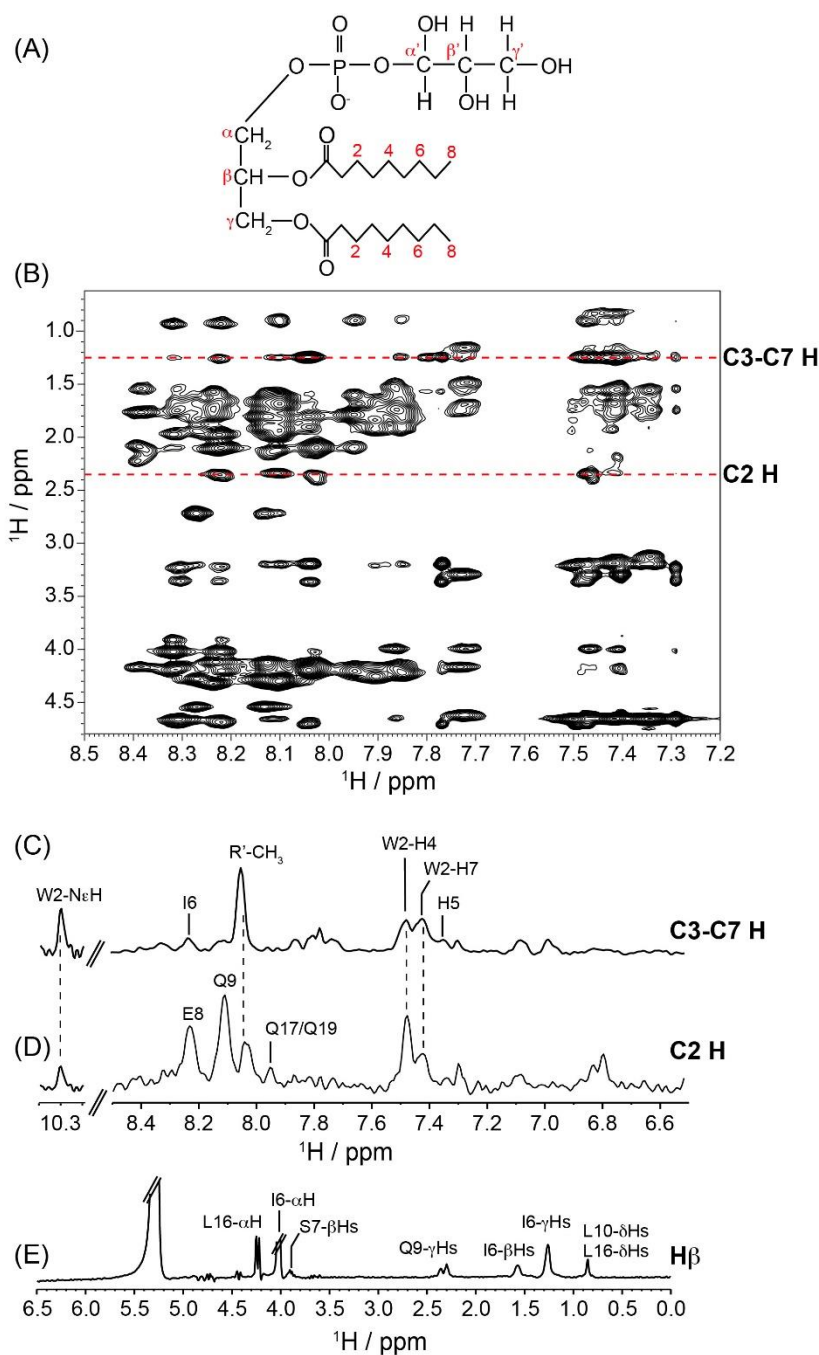 (A)
O OH H H
α' β' γ'
O P O C C C OH
O- H OH H
α CH2 O 2 4 6 8
β CH O
γ CH2 O
O 2 4 6 8
(B)
1.0
1.5
2.0
2.5
3.0
3.5
4.0
4.5
¹H / ppm
C3-C7 H
C2 H
8.5 8.4 8.3 8.2 8.1 8.0 7.9 7.8 7.7 7.6 7.5 7.4 7.3 7.2
¹H / ppm
(C)
W2-NεH I6 R'-CH3 W2-H4 W2-H7 H5
C3-C7 H
(D)
E8 Q9 Q17/Q19
C2 H
10.3 8.4 8.2 8.0 7.8 7.6 7.4 7.2 7.0 6.8 6.6
¹H / ppm
(E)
L16-αH I6-αH S7-βHs Q9-γHs I6-βHs I6-γHs L10-δHs
L16-δHs
Hβ
6.5 6.0 5.5 5.0 4.5 4.0 3.5 3.0 2.5 2.0 1.5 1.0 0.5 0.0
¹H / ppm